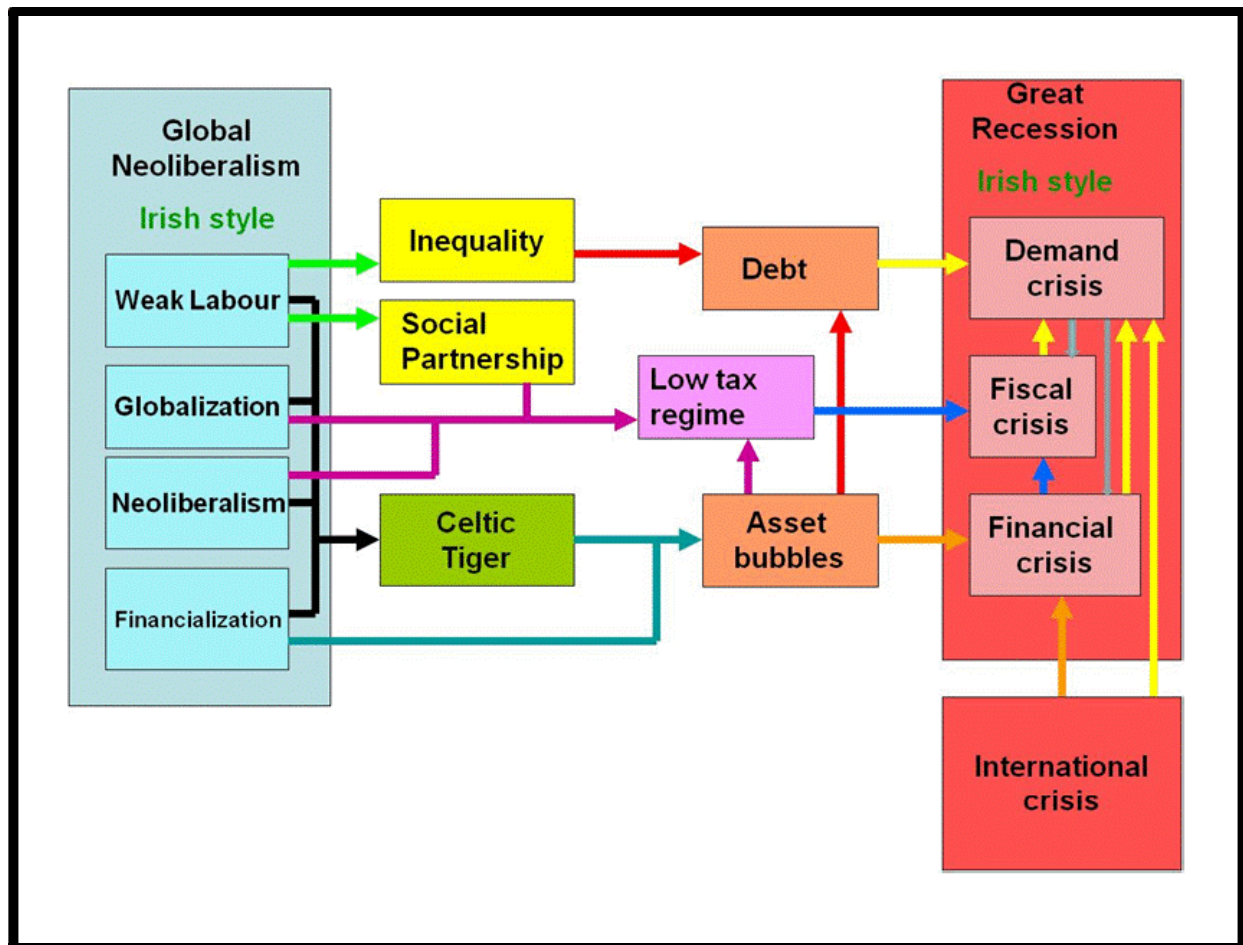 Global
Neoliberalism
Irish style
Weak Labour
Globalization
Neoliberalism
Financialization
Inequality
Social
Partnership
Celtic
Tiger
Low tax
regime
Debt
Asset
bubbles
Great
Recession
Irish style
Demand
crisis
Fiscal
crisis
Financial
crisis
International
crisis